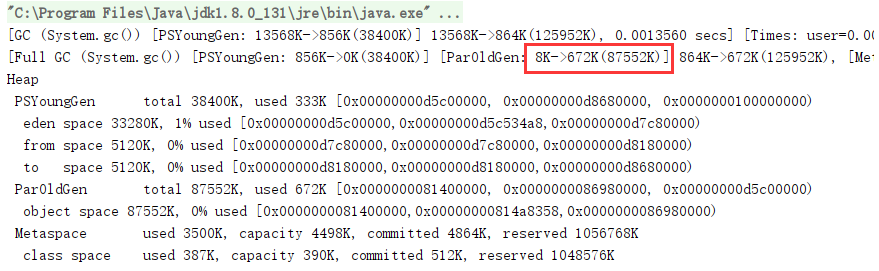 "C:\Program Files\Java\jdk1.8.0_131\jre\bin\java.exe" ...
[GC (System.gc()) [PSYoungGen: 13568K->856K(38400K)] 13568K->864K(125952K), 0.0013560 secs] [Times: user=0.00
[Full GC (System.gc()) [PSYoungGen: 856K->0K(38400K)] [ParOldGen: 8K->672K(87552K)] 864K->672K(125952K), [Met
Heap
PSYoungGen total 38400K, used 333K [0x00000000d5c00000, 0x00000000d8680000, 0x0000000100000000)
eden space 33280K, 1% used [0x00000000d5c00000,0x00000000d5c534a8,0x00000000d7c80000)
from space 5120K, 0% used [0x00000000d7c80000,0x00000000d7c80000,0x00000000d8180000)
to space 5120K, 0% used [0x00000000d8180000,0x00000000d8180000,0x00000000d8680000)
ParOldGen total 87552K, used 672K [0x0000000081400000, 0x0000000086980000, 0x00000000d5c00000)
object space 87552K, 0% used [0x0000000081400000,0x00000000814a8358,0x0000000086980000)
Metaspace used 3500K, capacity 4498K, committed 4864K, reserved 1056768K
class space used 387K, capacity 390K, committed 512K, reserved 1048576K